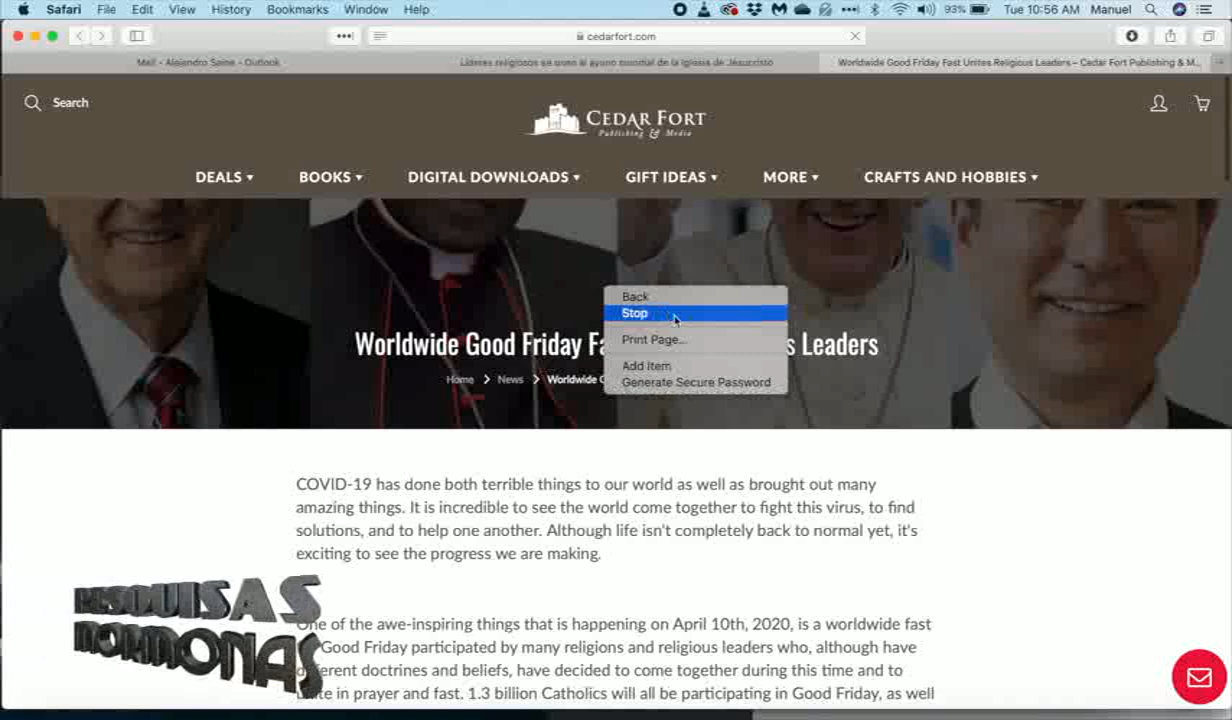 Safari File Edit View History Bookmarks Window Help 93% Tue 10:56 AM Manuel
cedarfort.com
Mail - Alejandro Seine - Outlook Líderes religiosos se unen al ayuno mundial de la Iglesia de Jesucristo Worldwide Good Friday Fast Unites Religious Leaders – Cedar Fort Publishing & M...
Search
CEDAR FORT
Publishing & Media
DEALS BOOKS DIGITAL DOWNLOADS GIFT IDEAS MORE CRAFTS AND HOBBIES
Back
Stop
Print Page...
Add Item
Generate Secure Password
Worldwide Good Friday Fa s Leaders
Home > News > Worldwide
COVID-19 has done both terrible things to our world as well as brought out many
amazing things. It is incredible to see the world come together to fight this virus, to find
solutions, and to help one another. Although life isn't completely back to normal yet, it's
exciting to see the progress we are making.
PESQUISAS
MORMONAS
One of the awe-inspiring things that is happening on April 10th, 2020, is a worldwide fast
Good Friday participated by many religions and religious leaders who, although have
different doctrines and beliefs, have decided to come together during this time and to
unite in prayer and fast. 1.3 billion Catholics will all be participating in Good Friday, as well